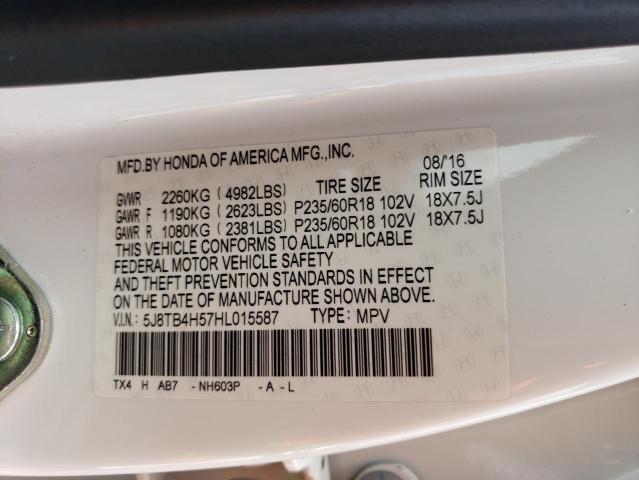 MFD.BY HONDA OF AMERICA MFG.,INC. 08/'16
GVWR 2260KG (4982LBS) TIRE SIZE RIM SIZE
GAWR F 1190KG (2623LBS) P235/60R18 102V 18X7.5J
GAWR R 1080KG (2381LBS) P235/60R18 102V 18X7.5J
THIS VEHICLE CONFORMS TO ALL APPLICABLE
FEDERAL MOTOR VEHICLE SAFETY
AND THEFT PREVENTION STANDARDS IN EFFECT
ON THE DATE OF MANUFACTURE SHOWN ABOVE.
V.I.N.: 5J8TB4H57HL015587 TYPE: MPV
TX4 H AB7 - NH603P - A - L